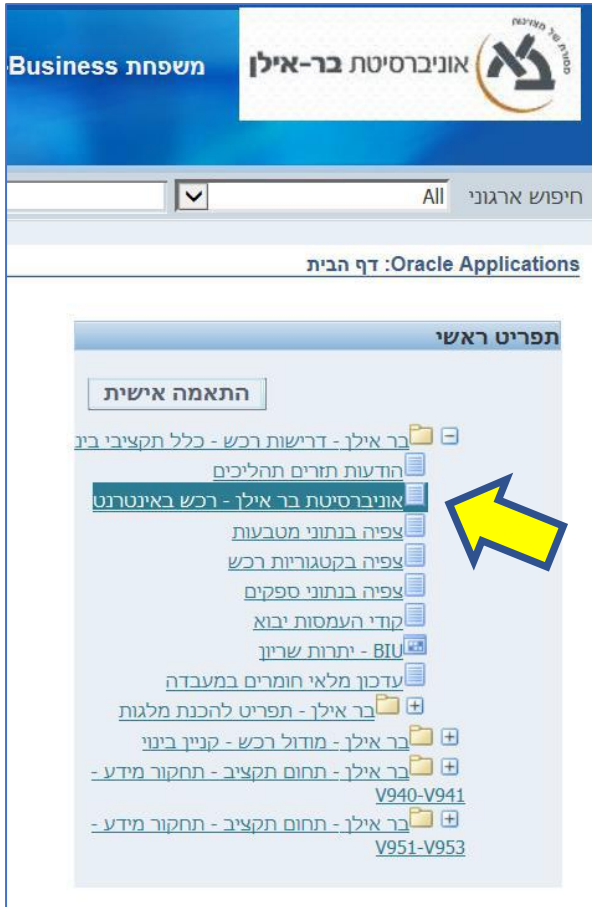 מסורת של מצוינות
אוניברסיטת בר-אילן
משפחת Business-
חיפוש ארגוני All
Oracle Applications: דף הבית
תפריט ראשי
התאמה אישית
בר אילן - דרישות רכש - כלל תקציבי בינ
הודעות תזרים תהליכים
אוניברסיטת בר אילן - רכש באינטרנט
צפיה בנתוני מטבעות
צפיה בקטגוריות רכש
צפיה בנתוני ספקים
קודי העמסות יבוא
BIU - יתרות שריון
עדכון מלאי חומרים במעבדה
בר אילן - תפריט להכנת מלגות
בר אילן - מודול רכש - קניין בינוי
בר אילן - תחום תקציב - תחקור מידע -
V940-V941
בר אילן - תחום תקציב - תחקור מידע -
V951-V953